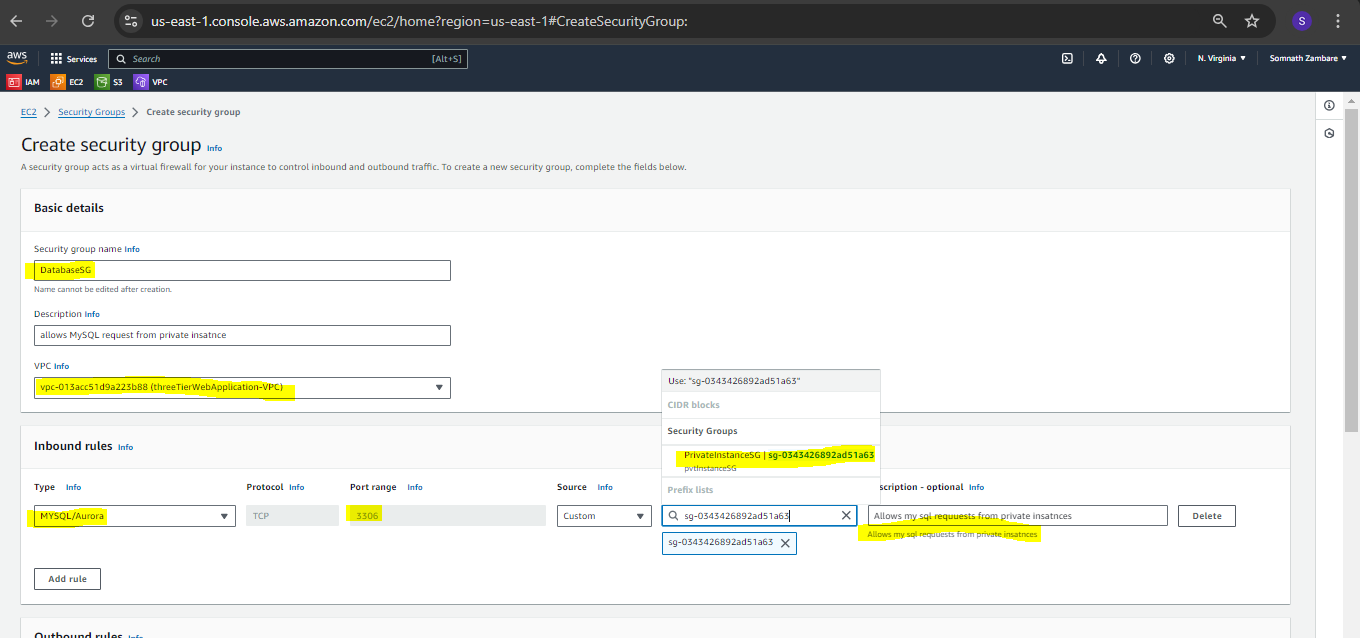 us-east-1.console.aws.amazon.com/ec2/home?region=us-east-1#CreateSecurityGroup:
S
aws
Services
Search
[Alt+S]
N. Virginia
Somnath Zambare
IAM
EC2
S3
VPC
EC2
Security Groups
Create security group
Create security group Info
A security group acts as a virtual firewall for your instance to control inbound and outbound traffic. To create a new security group, complete the fields below.
Basic details
Security group name Info
DatabaseSG
Name cannot be edited after creation.
Description Info
allows MySQL request from private insatnce
VPC Info
vpc-013acc51d9a223b88 (threeTierWebApplication-VPC)
Inbound rules Info
Type Info
Protocol Info
Port range Info
Source Info
scription - optional Info
MYSQL/Aurora
TCP
3306
Custom
Use: "sg-0343426892ad51a63"
CIDR blocks
Security Groups
PrivateInstanceSG | sg-0343426892ad51a63
pvtInstanceSG
Prefix lists
sg-0343426892ad51a63
sg-0343426892ad51a63
Allows my sql requuests from private insatnces
Allows my sql requuests from private insatnces
Delete
Add rule
Outbound rules Info